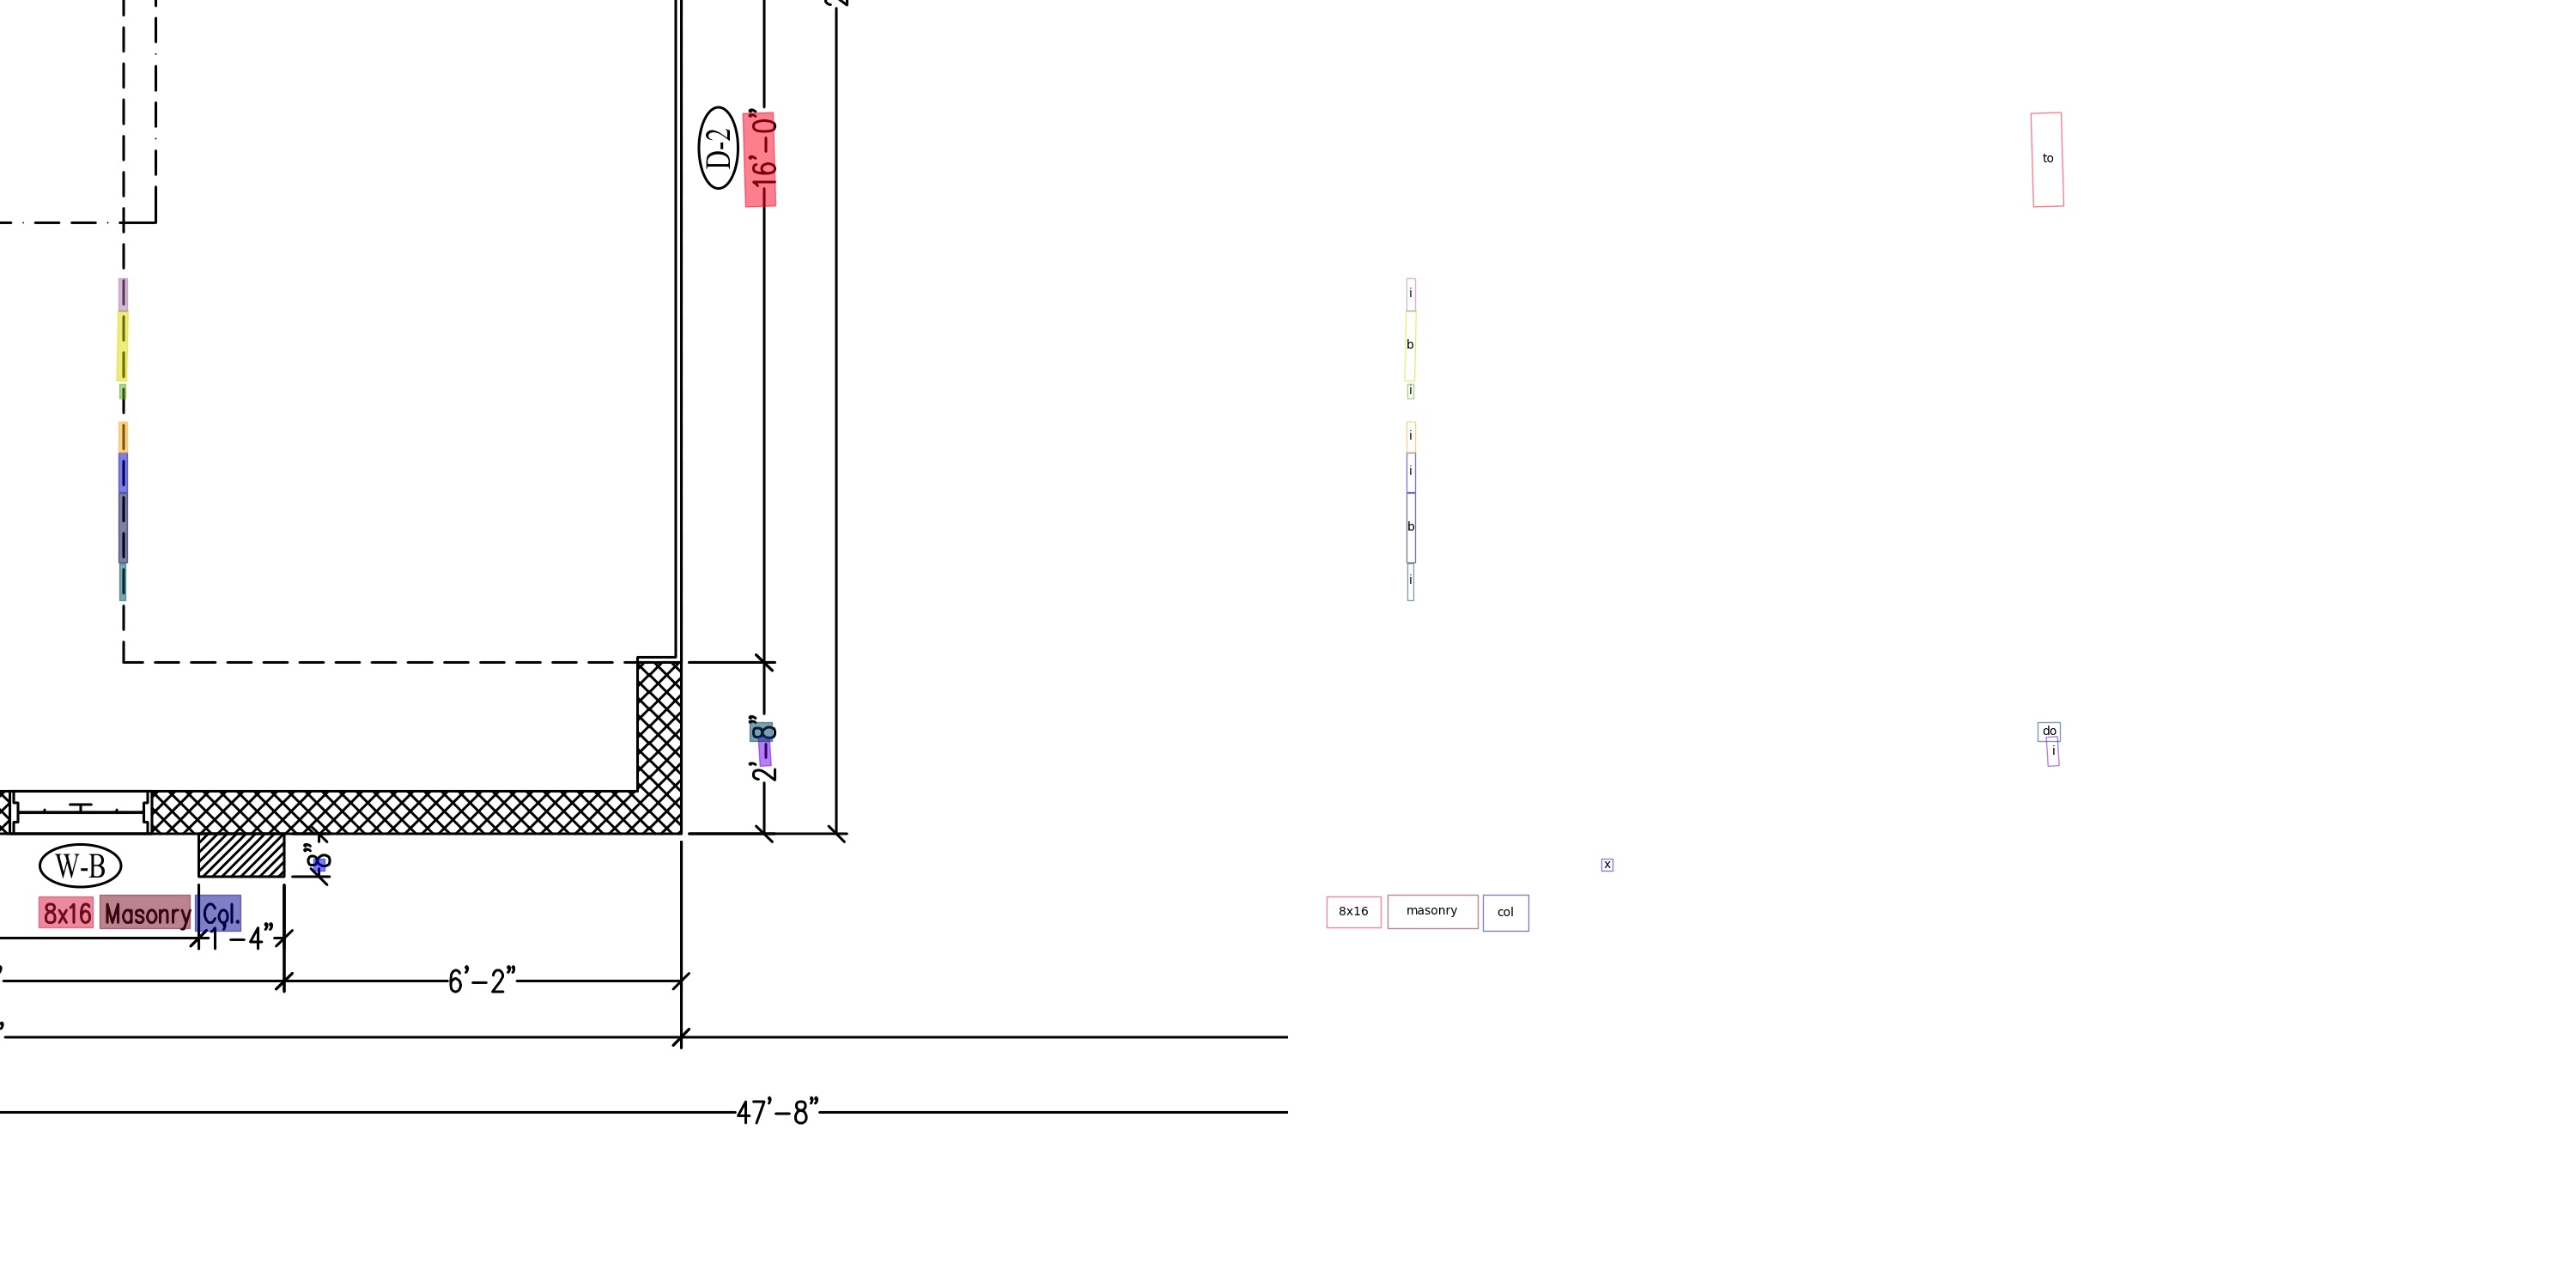 D-2
16'-0"
2'-8"
8"
W-B
8x16 Masonry Col.
1'-4"
6'-2"
47'-8"
to
i
b
i
i
i
b
i
do
i
x
8x16 masonry col